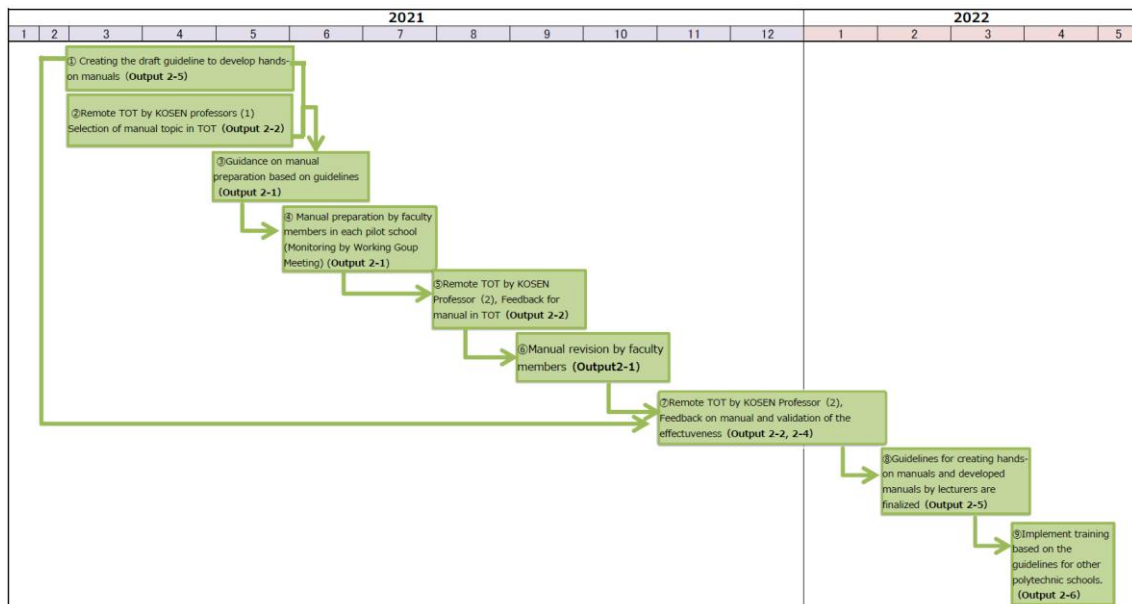 2021
2022
1 2 3 4 5 6 7 8 9 10 11 12 1 2 3 4 5
① Creating the draft guideline to develop hands-
on manuals (Output 2-5)
②Remote TOT by KOSEN professors (1)
Selection of manual topic in TOT (Output 2-2)
③Guidance on manual
preparation based on guidelines
(Output 2-1)
④ Manual preparation by faculty
members in each pilot school
(Monitoring by Working Goup
Meeting) (Output 2-1)
⑤Remote TOT by KOSEN
Professor (2), Feedback for
manual in TOT (Output 2-2)
⑥Manual revision by faculty
members (Output2-1)
⑦Remote TOT by KOSEN Professor (2),
Feedback on manual and validation of the
effectuveness (Output 2-2, 2-4)
⑧Guidelines for creating hands-
on manuals and developed
manuals by lecturers are
finalized (Output 2-5)
⑨Implement training
based on the
guidelines for other
polytechnic schools.
(Output 2-6)